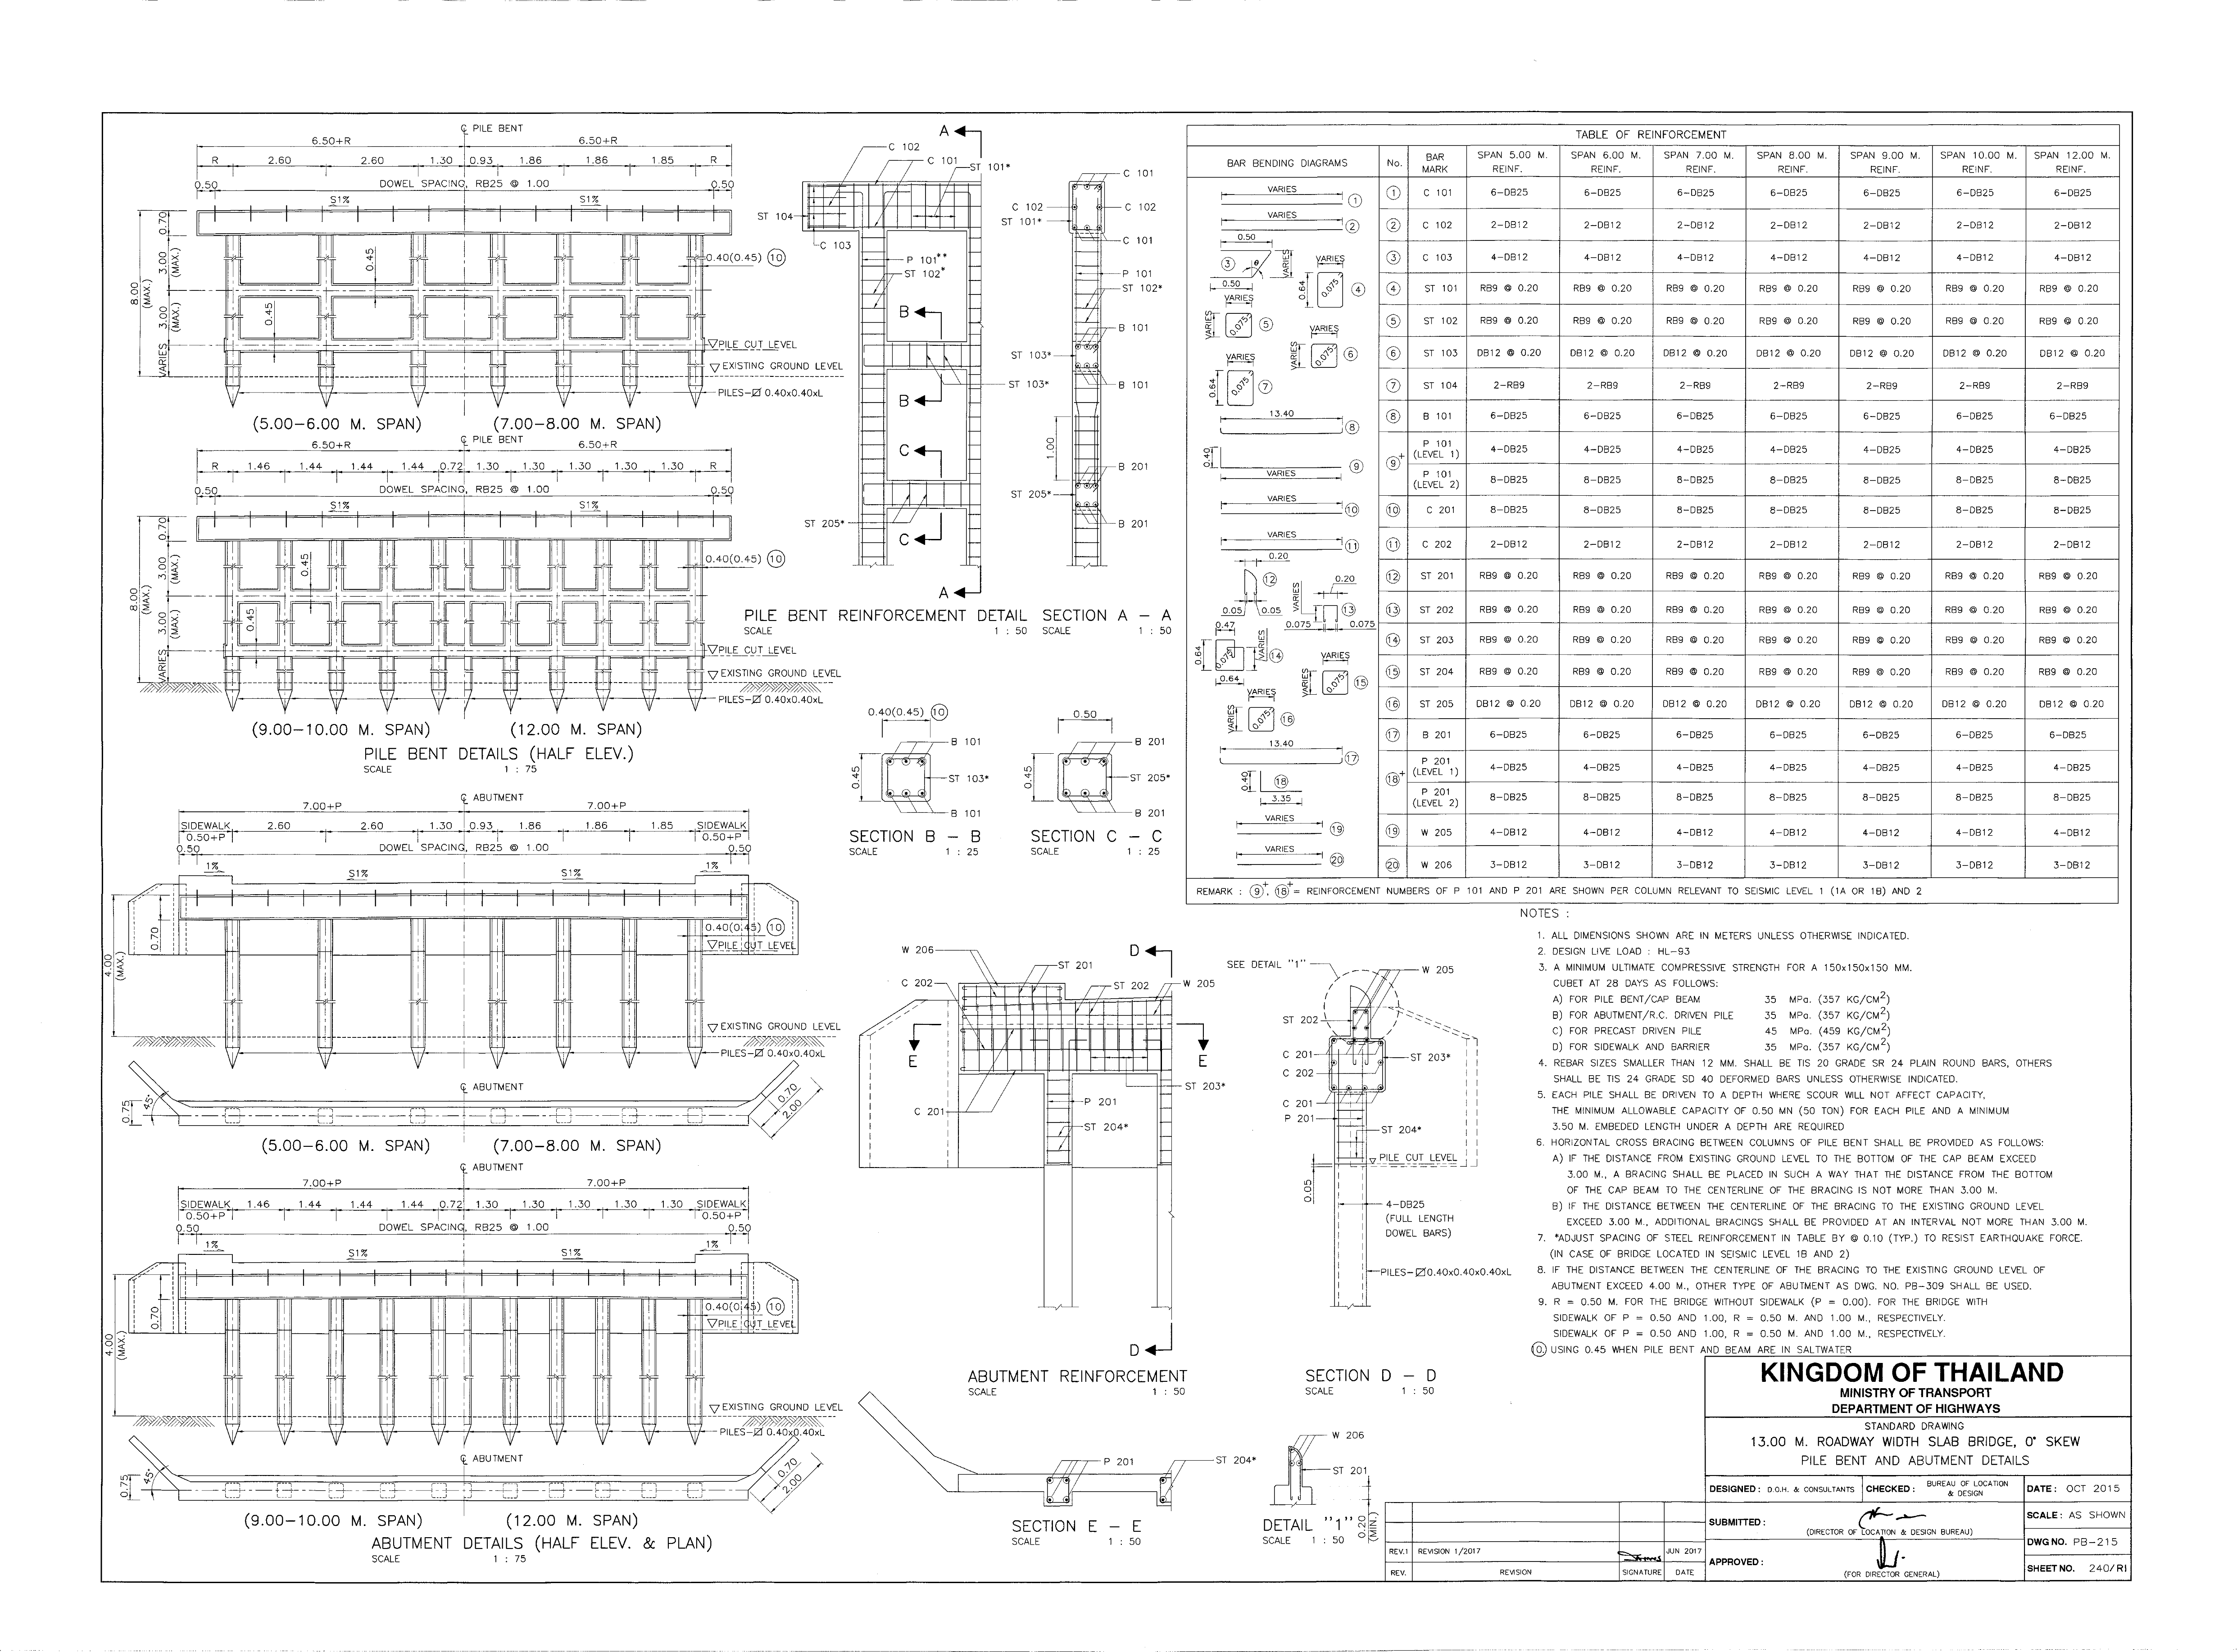 ℄ PILE BENT
6.50+R 6.50+R
R 2.60 2.60 1.30 0.93 1.86 1.86 1.85 R
0.50 DOWEL SPACING, RB25 @ 1.00 0.50
S1% S1%
0.70
3.00 (MAX.)
3.00 (MAX.)
8.00 (MAX.)
VARIES
0.45
0.45
0.40(0.45) 10
PILE CUT LEVEL
EXISTING GROUND LEVEL
PILES-⍁ 0.40x0.40xL
(5.00-6.00 M. SPAN) (7.00-8.00 M. SPAN)
℄ PILE BENT
6.50+R 6.50+R
R 1.46 1.44 1.44 1.44 0.72 1.30 1.30 1.30 1.30 1.30 R
0.50 DOWEL SPACING, RB25 @ 1.00 0.50
S1% S1%
0.70
3.00 (MAX.)
3.00 (MAX.)
8.00 (MAX.)
VARIES
0.45
0.45
0.40(0.45) 10
PILE CUT LEVEL
EXISTING GROUND LEVEL
PILES-⍁ 0.40x0.40xL
(9.00-10.00 M. SPAN) (12.00 M. SPAN)
PILE BENT DETAILS (HALF ELEV.)
SCALE 1 : 75
℄ ABUTMENT
7.00+P 7.00+P
SIDEWALK 2.60 2.60 1.30 0.93 1.86 1.86 1.85 SIDEWALK
0.50+P 0.50+P
0.50 DOWEL SPACING, RB25 @ 1.00 0.50
1% S1% S1% 1%
0.70
4.00 (MAX.)
0.40(0.45) 10
PILE CUT LEVEL
EXISTING GROUND LEVEL
PILES-⍁ 0.40x0.40xL
℄ ABUTMENT
0.75
45°
0.70
2.00
(5.00-6.00 M. SPAN) (7.00-8.00 M. SPAN)
℄ ABUTMENT
7.00+P 7.00+P
SIDEWALK 1.46 1.44 1.44 1.44 0.72 1.30 1.30 1.30 1.30 1.30 SIDEWALK
0.50+P 0.50+P
0.50 DOWEL SPACING, RB25 @ 1.00 0.50
1% S1% S1% 1%
0.70
4.00 (MAX.)
0.40(0.45) 10
PILE CUT LEVEL
EXISTING GROUND LEVEL
PILES-⍁ 0.40x0.40xL
℄ ABUTMENT
0.75
45°
0.70
2.00
(9.00-10.00 M. SPAN) (12.00 M. SPAN)
ABUTMENT DETAILS (HALF ELEV. & PLAN)
SCALE 1 : 75
A
C 102
C 101
ST 101*
ST 104
C 103
P 101**
ST 102*
B
ST 103*
B
C
ST 205*
C
A
PILE BENT REINFORCEMENT DETAIL
SCALE 1 : 50
C 101
C 102 C 102
ST 101*
C 101
P 101
ST 102*
B 101
ST 103*
B 101
1.00
B 201
ST 205*
B 201
SECTION A - A
SCALE 1 : 50
0.40(0.45) 10
B 101
0.45
ST 103*
B 101
SECTION B - B
SCALE 1 : 25
0.50
B 201
0.45
ST 205*
B 201
SECTION C - C
SCALE 1 : 25
W 206
D
ST 201
C 202
ST 202
W 205
E E
ST 203*
C 201
P 201
ST 204*
D
ABUTMENT REINFORCEMENT
SCALE 1 : 50
SEE DETAIL "1"
W 205
ST 202
C 201
ST 203*
C 202
C 201
P 201
ST 204*
PILE CUT LEVEL
0.05
4-DB25
(FULL LENGTH
DOWEL BARS)
PILES-⍁0.40x0.40x0.40xL
SECTION D - D
SCALE 1 : 50
P 201
ST 204*
SECTION E - E
SCALE 1 : 50
W 206
ST 201
0.20 (MIN.)
DETAIL "1"
SCALE 1 : 50
TABLE OF REINFORCEMENT
BAR BENDING DIAGRAMS No. BAR MARK SPAN 5.00 M. REINF. SPAN 6.00 M. REINF. SPAN 7.00 M. REINF. SPAN 8.00 M. REINF. SPAN 9.00 M. REINF. SPAN 10.00 M. REINF. SPAN 12.00 M. REINF.
VARIES 1
VARIES 2
0.50 3 θ VARIES 0.50
VARIES 0.64 0.075 4
VARIES VARIES 0.075 5
VARIES VARIES 0.075 6
VARIES 0.64 0.075 7
13.40 8
0.40 VARIES 9
VARIES 10
VARIES 11
0.20 12 0.05 0.05
VARIES 0.20 13 0.075 0.075
0.47 0.64 0.075 VARIES 14 0.64
VARIES VARIES 0.075 15
VARIES VARIES 0.075 16
13.40 17
0.40 18 3.35
VARIES 19
VARIES 20
1 C 101 6-DB25 6-DB25 6-DB25 6-DB25 6-DB25 6-DB25 6-DB25
2 C 102 2-DB12 2-DB12 2-DB12 2-DB12 2-DB12 2-DB12 2-DB12
3 C 103 4-DB12 4-DB12 4-DB12 4-DB12 4-DB12 4-DB12 4-DB12
4 ST 101 RB9 @ 0.20 RB9 @ 0.20 RB9 @ 0.20 RB9 @ 0.20 RB9 @ 0.20 RB9 @ 0.20 RB9 @ 0.20
5 ST 102 RB9 @ 0.20 RB9 @ 0.20 RB9 @ 0.20 RB9 @ 0.20 RB9 @ 0.20 RB9 @ 0.20 RB9 @ 0.20
6 ST 103 DB12 @ 0.20 DB12 @ 0.20 DB12 @ 0.20 DB12 @ 0.20 DB12 @ 0.20 DB12 @ 0.20 DB12 @ 0.20
7 ST 104 2-RB9 2-RB9 2-RB9 2-RB9 2-RB9 2-RB9 2-RB9
8 B 101 6-DB25 6-DB25 6-DB25 6-DB25 6-DB25 6-DB25 6-DB25
9+ P 101 (LEVEL 1) 4-DB25 4-DB25 4-DB25 4-DB25 4-DB25 4-DB25 4-DB25
P 101 (LEVEL 2) 8-DB25 8-DB25 8-DB25 8-DB25 8-DB25 8-DB25 8-DB25
10 C 201 8-DB25 8-DB25 8-DB25 8-DB25 8-DB25 8-DB25 8-DB25
11 C 202 2-DB12 2-DB12 2-DB12 2-DB12 2-DB12 2-DB12 2-DB12
12 ST 201 RB9 @ 0.20 RB9 @ 0.20 RB9 @ 0.20 RB9 @ 0.20 RB9 @ 0.20 RB9 @ 0.20 RB9 @ 0.20
13 ST 202 RB9 @ 0.20 RB9 @ 0.20 RB9 @ 0.20 RB9 @ 0.20 RB9 @ 0.20 RB9 @ 0.20 RB9 @ 0.20
14 ST 203 RB9 @ 0.20 RB9 @ 0.20 RB9 @ 0.20 RB9 @ 0.20 RB9 @ 0.20 RB9 @ 0.20 RB9 @ 0.20
15 ST 204 RB9 @ 0.20 RB9 @ 0.20 RB9 @ 0.20 RB9 @ 0.20 RB9 @ 0.20 RB9 @ 0.20 RB9 @ 0.20
16 ST 205 DB12 @ 0.20 DB12 @ 0.20 DB12 @ 0.20 DB12 @ 0.20 DB12 @ 0.20 DB12 @ 0.20 DB12 @ 0.20
17 B 201 6-DB25 6-DB25 6-DB25 6-DB25 6-DB25 6-DB25 6-DB25
18+ P 201 (LEVEL 1) 4-DB25 4-DB25 4-DB25 4-DB25 4-DB25 4-DB25 4-DB25
P 201 (LEVEL 2) 8-DB25 8-DB25 8-DB25 8-DB25 8-DB25 8-DB25 8-DB25
19 W 205 4-DB12 4-DB12 4-DB12 4-DB12 4-DB12 4-DB12 4-DB12
20 W 206 3-DB12 3-DB12 3-DB12 3-DB12 3-DB12 3-DB12 3-DB12
REMARK : 9+, 18+ = REINFORCEMENT NUMBERS OF P 101 AND P 201 ARE SHOWN PER COLUMN RELEVANT TO SEISMIC LEVEL 1 (1A OR 1B) AND 2
NOTES :
1. ALL DIMENSIONS SHOWN ARE IN METERS UNLESS OTHERWISE INDICATED.
2. DESIGN LIVE LOAD : HL-93
3. A MINIMUM ULTIMATE COMPRESSIVE STRENGTH FOR A 150x150x150 MM.
CUBET AT 28 DAYS AS FOLLOWS:
A) FOR PILE BENT/CAP BEAM 35 MPa. (357 KG/CM2)
B) FOR ABUTMENT/R.C. DRIVEN PILE 35 MPa. (357 KG/CM2)
C) FOR PRECAST DRIVEN PILE 45 MPa. (459 KG/CM2)
D) FOR SIDEWALK AND BARRIER 35 MPa. (357 KG/CM2)
4. REBAR SIZES SMALLER THAN 12 MM. SHALL BE TIS 20 GRADE SR 24 PLAIN ROUND BARS, OTHERS
SHALL BE TIS 24 GRADE SD 40 DEFORMED BARS UNLESS OTHERWISE INDICATED.
5. EACH PILE SHALL BE DRIVEN TO A DEPTH WHERE SCOUR WILL NOT AFFECT CAPACITY,
THE MINIMUM ALLOWABLE CAPACITY OF 0.50 MN (50 TON) FOR EACH PILE AND A MINIMUM
3.50 M. EMBEDED LENGTH UNDER A DEPTH ARE REQUIRED
6. HORIZONTAL CROSS BRACING BETWEEN COLUMNS OF PILE BENT SHALL BE PROVIDED AS FOLLOWS:
A) IF THE DISTANCE FROM EXISTING GROUND LEVEL TO THE BOTTOM OF THE CAP BEAM EXCEED
3.00 M., A BRACING SHALL BE PLACED IN SUCH A WAY THAT THE DISTANCE FROM THE BOTTOM
OF THE CAP BEAM TO THE CENTERLINE OF THE BRACING IS NOT MORE THAN 3.00 M.
B) IF THE DISTANCE BETWEEN THE CENTERLINE OF THE BRACING TO THE EXISTING GROUND LEVEL
EXCEED 3.00 M., ADDITIONAL BRACINGS SHALL BE PROVIDED AT AN INTERVAL NOT MORE THAN 3.00 M.
7. *ADJUST SPACING OF STEEL REINFORCEMENT IN TABLE BY @ 0.10 (TYP.) TO RESIST EARTHQUAKE FORCE.
(IN CASE OF BRIDGE LOCATED IN SEISMIC LEVEL 1B AND 2)
8. IF THE DISTANCE BETWEEN THE CENTERLINE OF THE BRACING TO THE EXISTING GROUND LEVEL OF
ABUTMENT EXCEED 4.00 M., OTHER TYPE OF ABUTMENT AS DWG. NO. PB-309 SHALL BE USED.
9. R = 0.50 M. FOR THE BRIDGE WITHOUT SIDEWALK (P = 0.00). FOR THE BRIDGE WITH
SIDEWALK OF P = 0.50 AND 1.00, R = 0.50 M. AND 1.00 M., RESPECTIVELY.
SIDEWALK OF P = 0.50 AND 1.00, R = 0.50 M. AND 1.00 M., RESPECTIVELY.
10. USING 0.45 WHEN PILE BENT AND BEAM ARE IN SALTWATER
KINGDOM OF THAILAND
MINISTRY OF TRANSPORT
DEPARTMENT OF HIGHWAYS
STANDARD DRAWING
13.00 M. ROADWAY WIDTH SLAB BRIDGE, 0° SKEW
PILE BENT AND ABUTMENT DETAILS
DESIGNED : D.O.H. & CONSULTANTS CHECKED : BUREAU OF LOCATION & DESIGN DATE : OCT 2015
SUBMITTED : (DIRECTOR OF LOCATION & DESIGN BUREAU) SCALE : AS SHOWN
DWG NO. PB-215
APPROVED : (FOR DIRECTOR GENERAL) SHEET NO. 240/R1
REV.1 REVISION 1/2017 JUN 2017
REV. REVISION SIGNATURE DATE